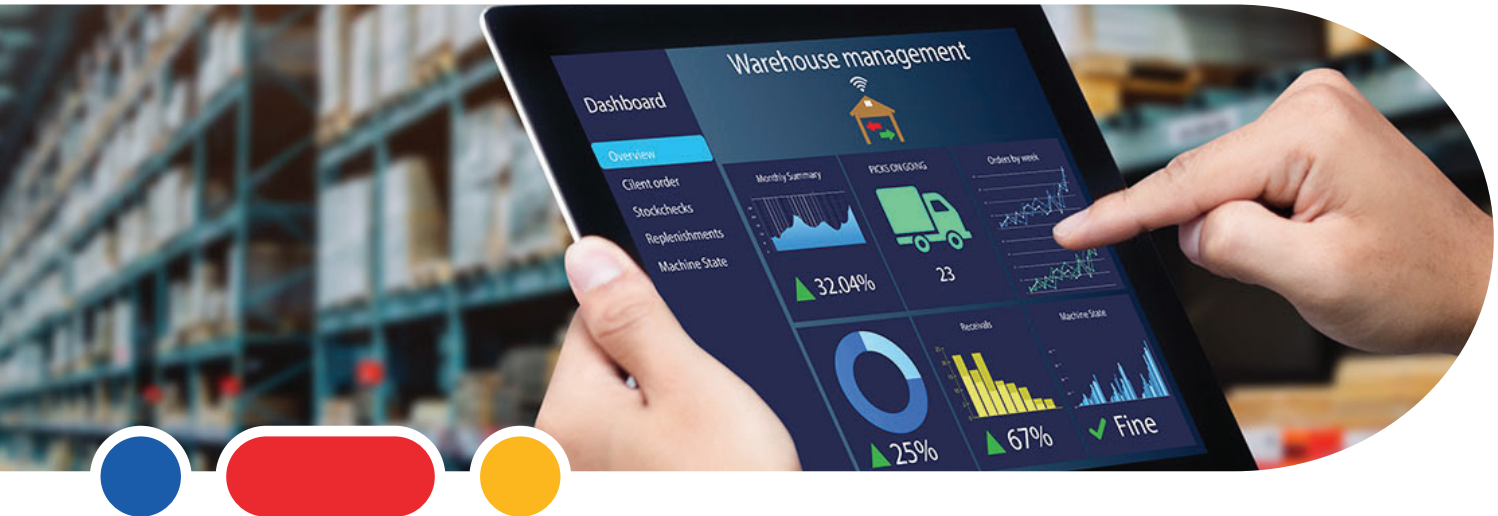 Warehouse management
Dashboard
Overview
Cilent order
Stockchecks
Replenishments
Machine State
Monthly Summary
32.04%
PICKS ON GOING
23
Orders by week
25%
Receivals
67%
Machine State
Fine